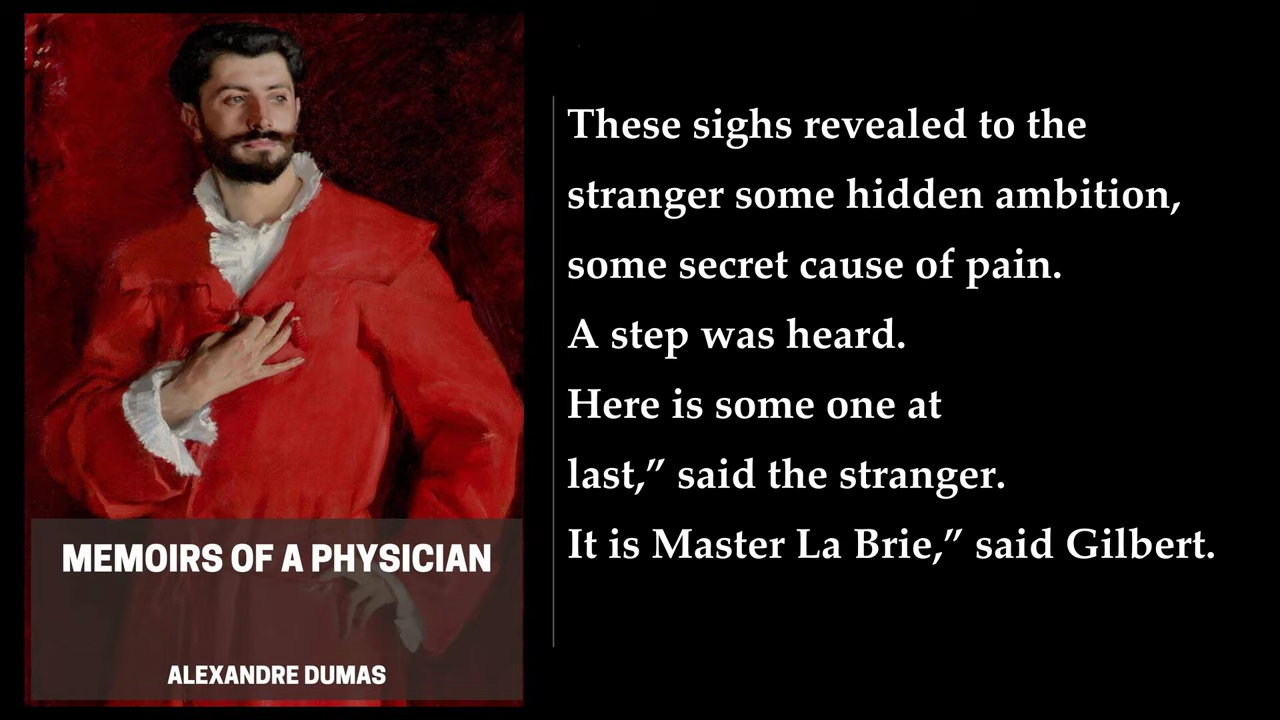 MEMOIRS OF A PHYSICIAN
ALEXANDRE DUMAS
These sighs revealed to the
stranger some hidden ambition,
some secret cause of pain.
A step was heard.
Here is some one at
last,” said the stranger.
It is Master La Brie,” said Gilbert.